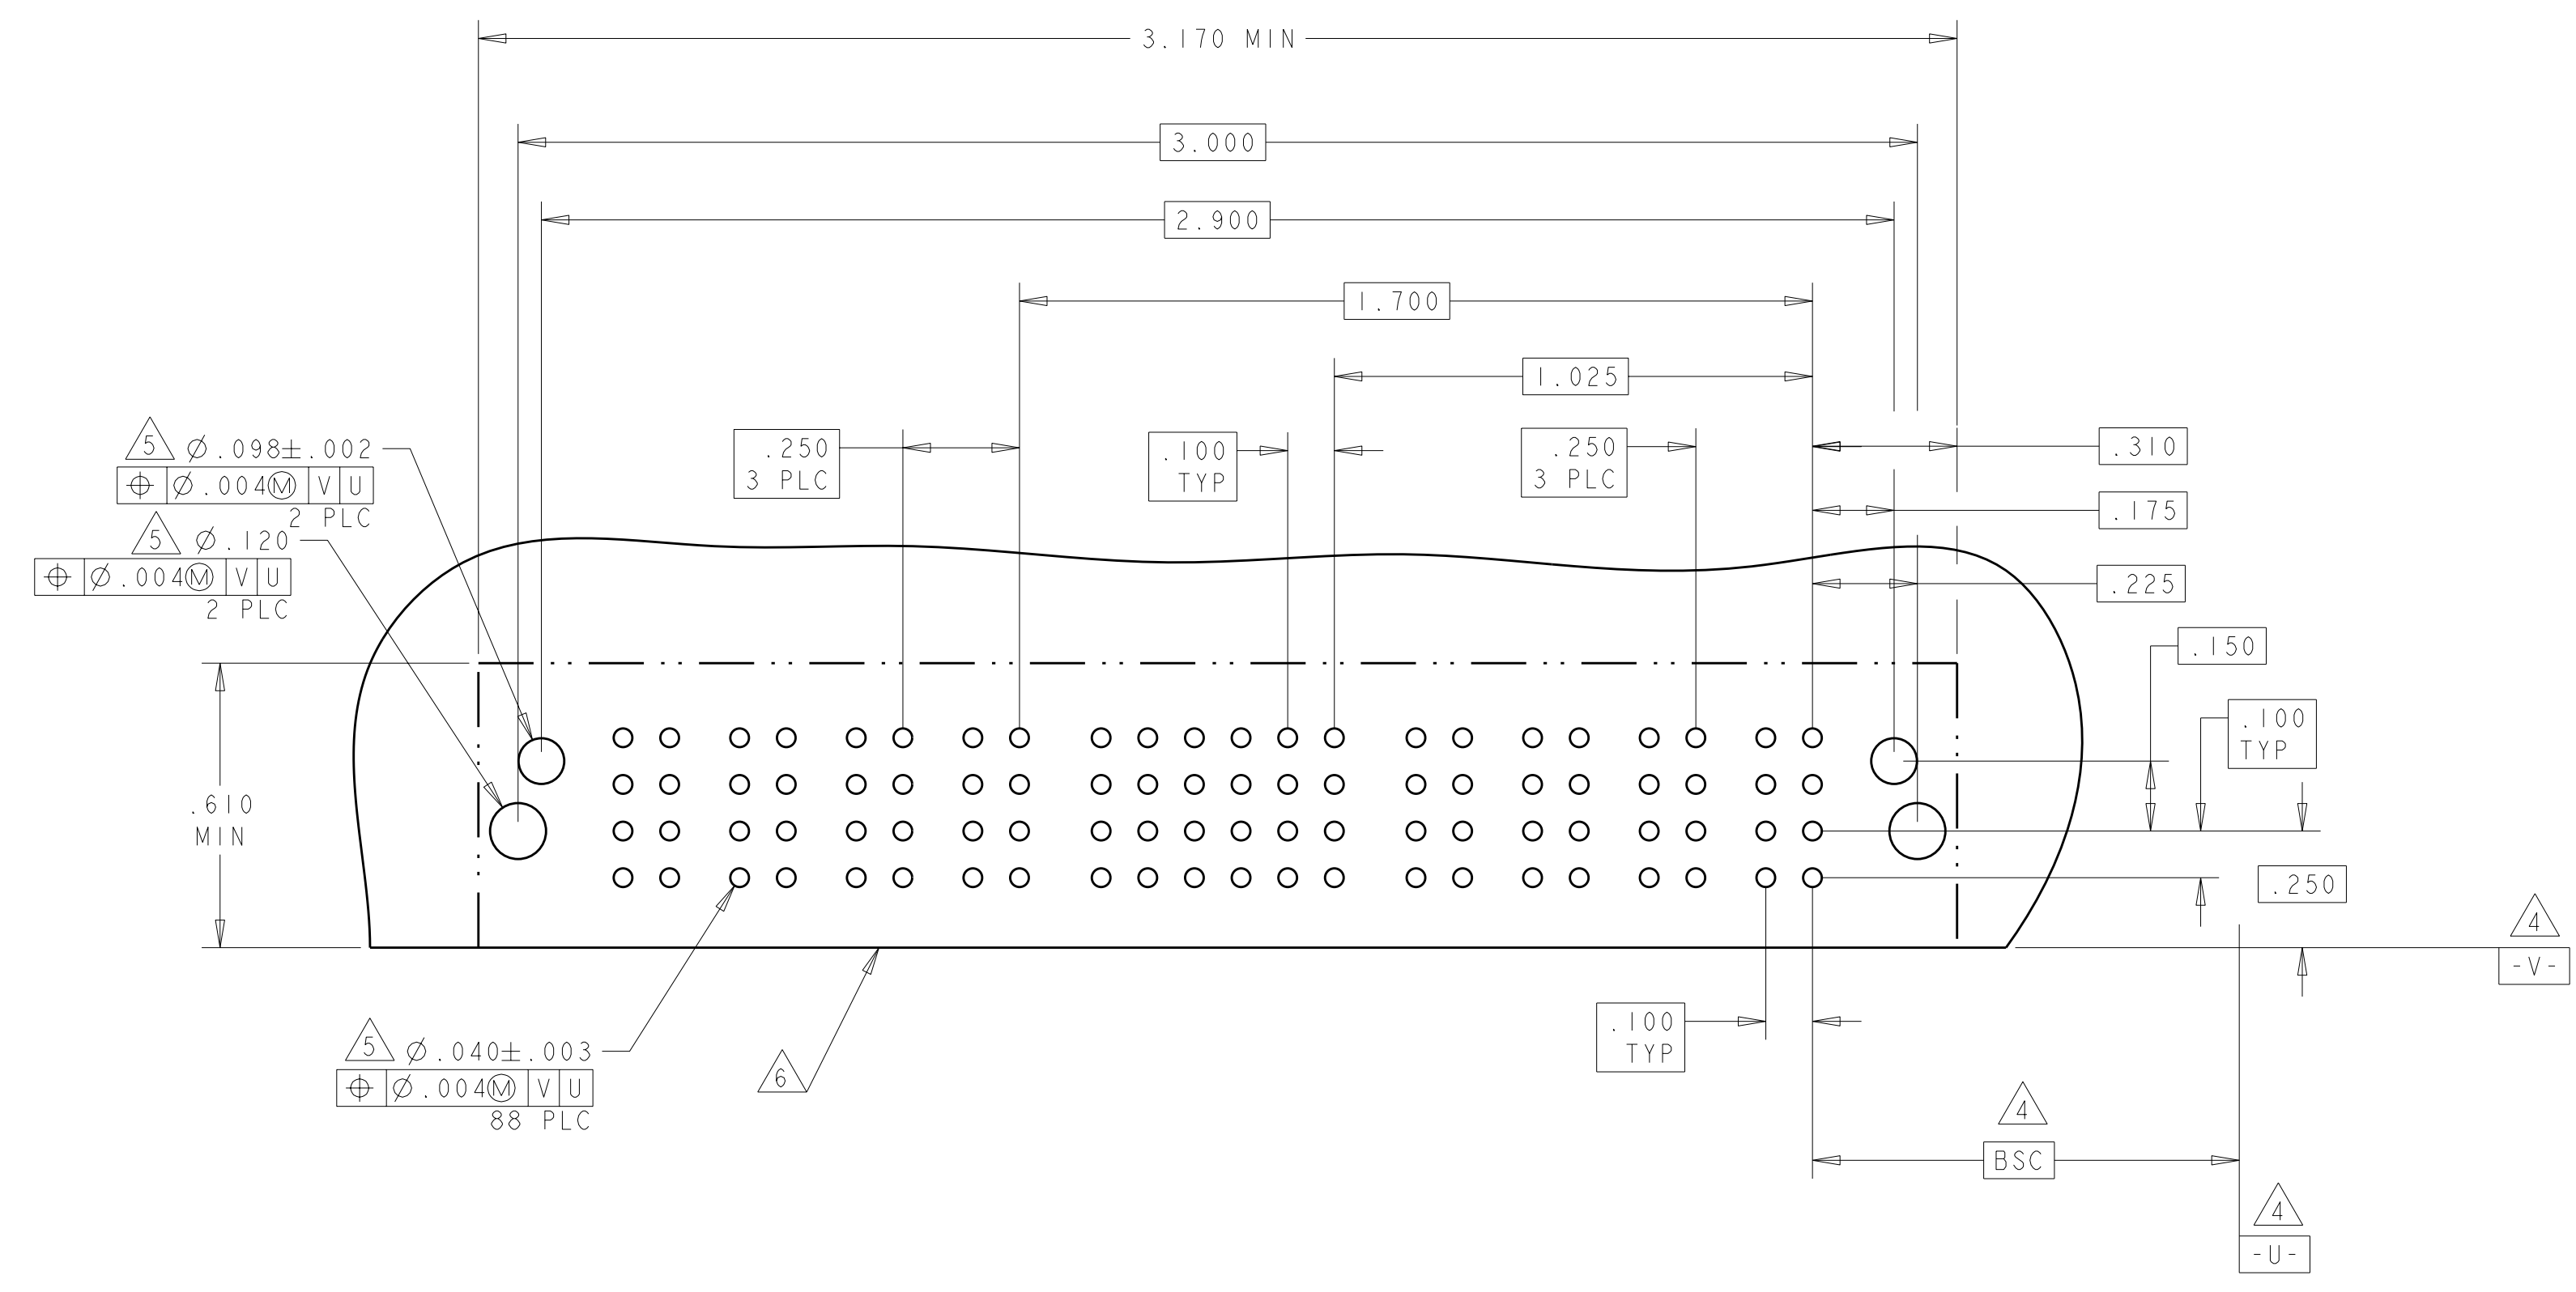 3.170 MIN
3.000
2.900
1.700
1.025
.250
3 PLC
.100
TYP
.250
3 PLC
.310
.175
.225
.150
.100
TYP
.250
5 Ø.098±.002
⌖ Ø.004Ⓜ V U
2 PLC
5 Ø.120
⌖ Ø.004Ⓜ V U
2 PLC
.610
MIN
4
-V-
.100
TYP
5 Ø.040±.003
⌖ Ø.004Ⓜ V U
88 PLC
6
4
BSC
4
-U-